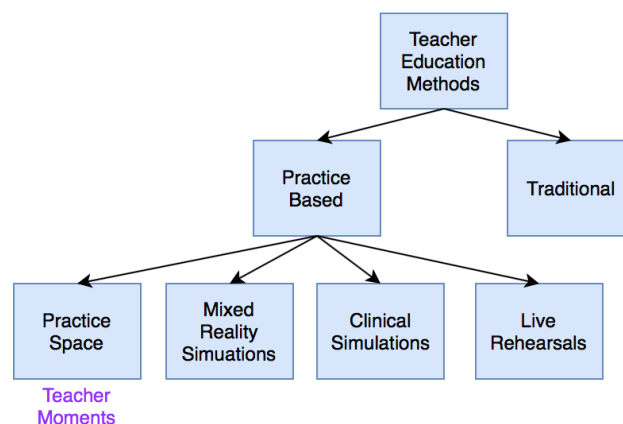 Teacher
Education
Methods
Practice
Based
Traditional
Practice
Space
Mixed
Reality
Simuations
Clinical
Simulations
Live
Rehearsals
Teacher
Moments